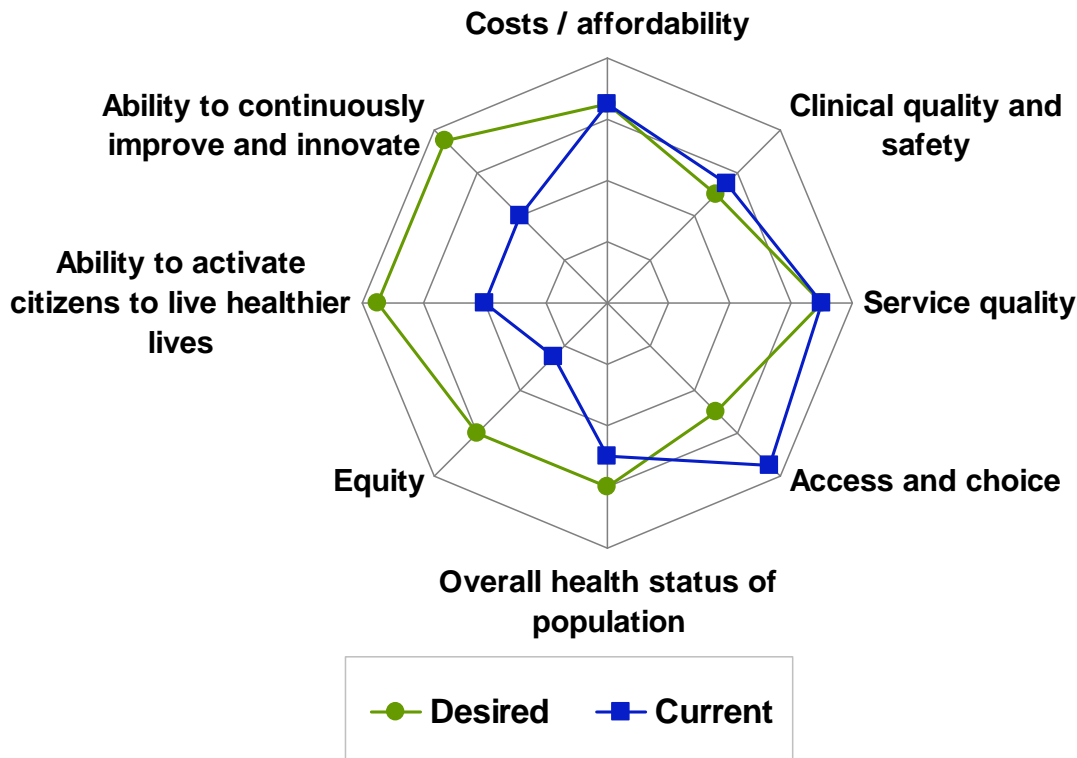 Costs / affordability
Ability to continuously
improve and innovate
Clinical quality and
safety
Ability to activate
citizens to live healthier
lives
Service quality
Equity
Access and choice
Overall health status of
population
Desired
Current